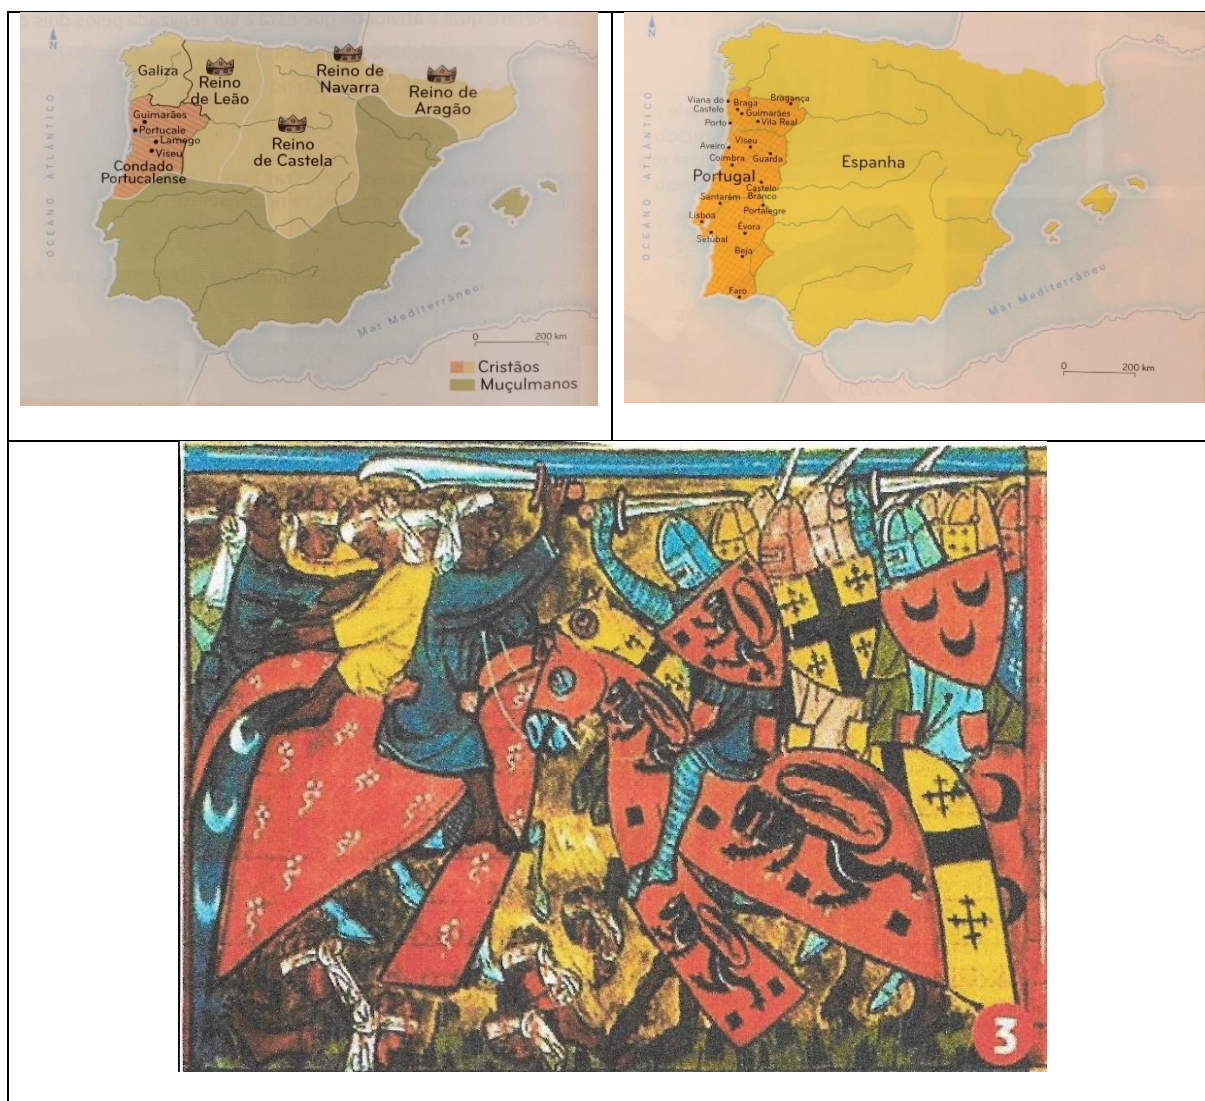 N
OCEANO ATLÂNTICO
Galiza
Reino
de Leão
Reino de
Navarra
Reino de
Aragão
Reino
de Castela
Guimarães
Portucale
Lamego
Viseu
Condado
Portucalense
Mar Mediterrâneo
0 200 km
Cristãos
Muçulmanos
N
OCEANO ATLÂNTICO
Viana do
Castelo
Braga
Bragança
Guimarães
Vila Real
Porto
Aveiro
Viseu
Coimbra
Guarda
Portugal
Espanha
Castelo
Branco
Santarém
Portalegre
Lisboa
Évora
Setúbal
Beja
Faro
Mar Mediterrâneo
0 200 km
3